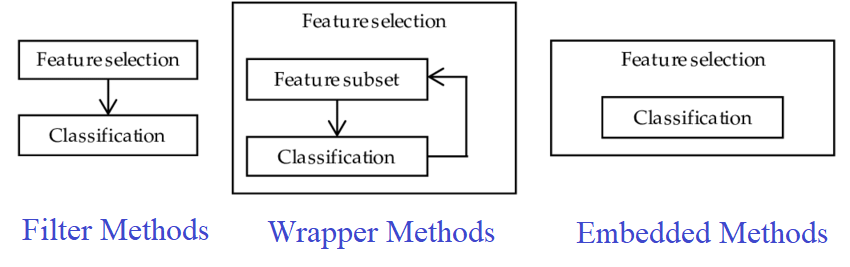 Feature selection
Classification
Filter Methods
Feature selection
Feature subset
Classification
Wrapper Methods
Feature selection
Classification
Embedded Methods